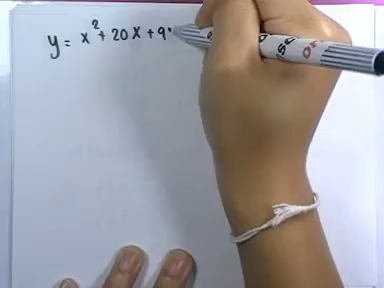 y = x² + 20x + 9